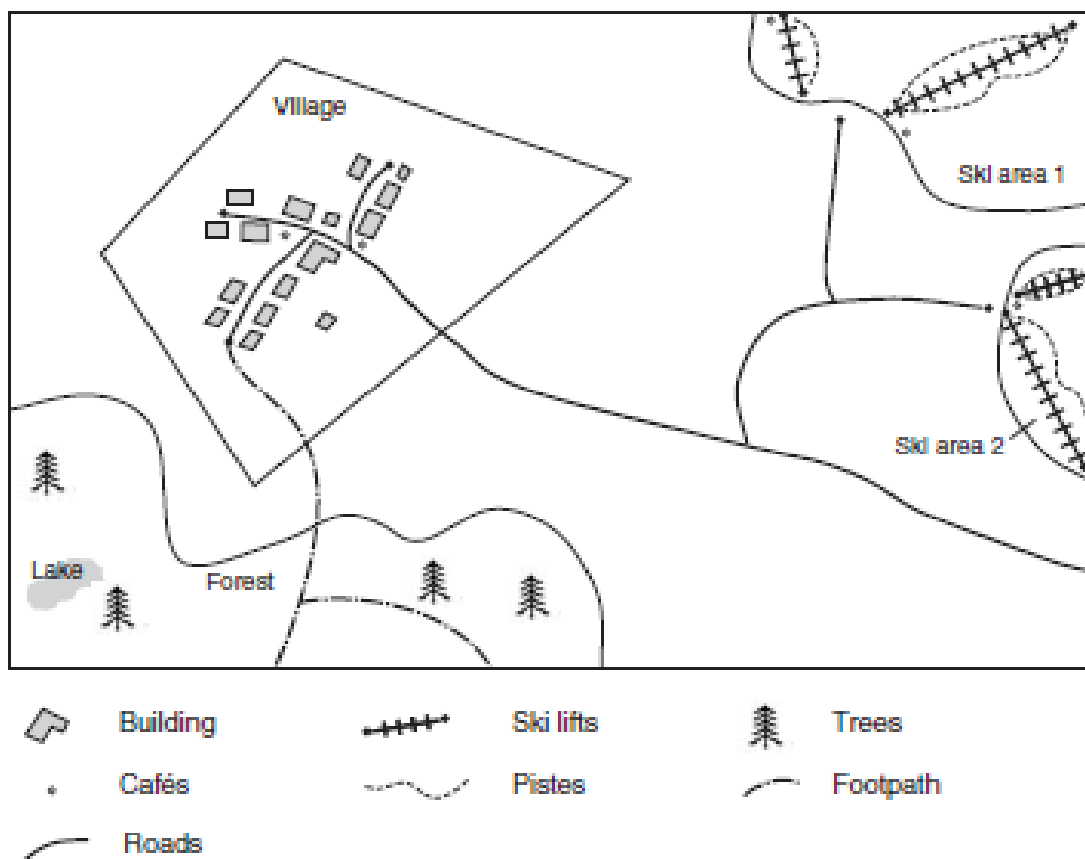 Village
Ski area 1
Ski area 2
Lake
Forest
Building
Ski lifts
Trees
Cafés
Pistes
Footpath
Roads